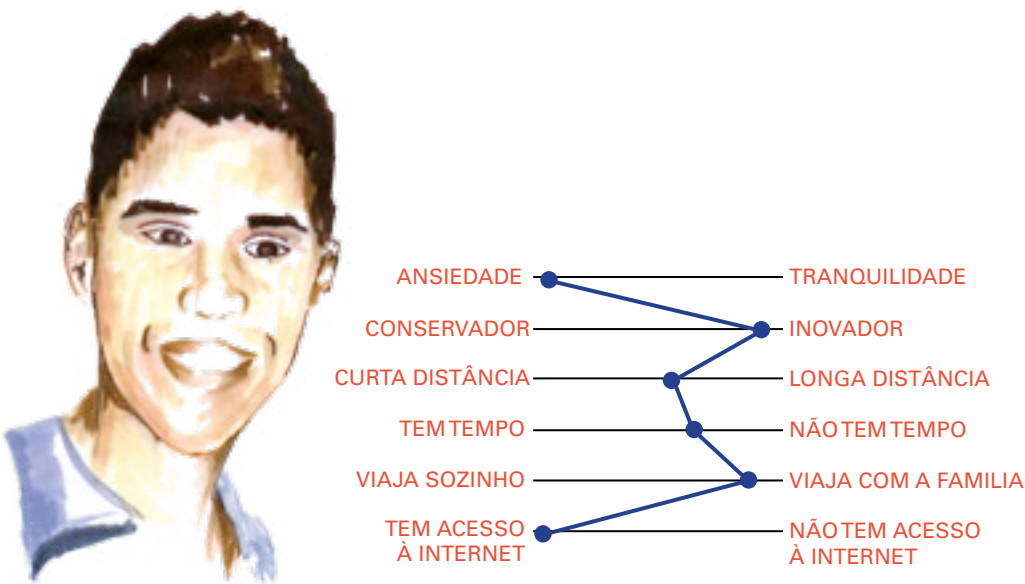 ANSIEDADE TRANQUILIDADE
CONSERVADOR INOVADOR
CURTA DISTÂNCIA LONGA DISTÂNCIA
TEM TEMPO NÃO TEM TEMPO
VIAJA SOZINHO VIAJA COM A FAMILIA
TEM ACESSO NÃO TEM ACESSO
À INTERNET À INTERNET